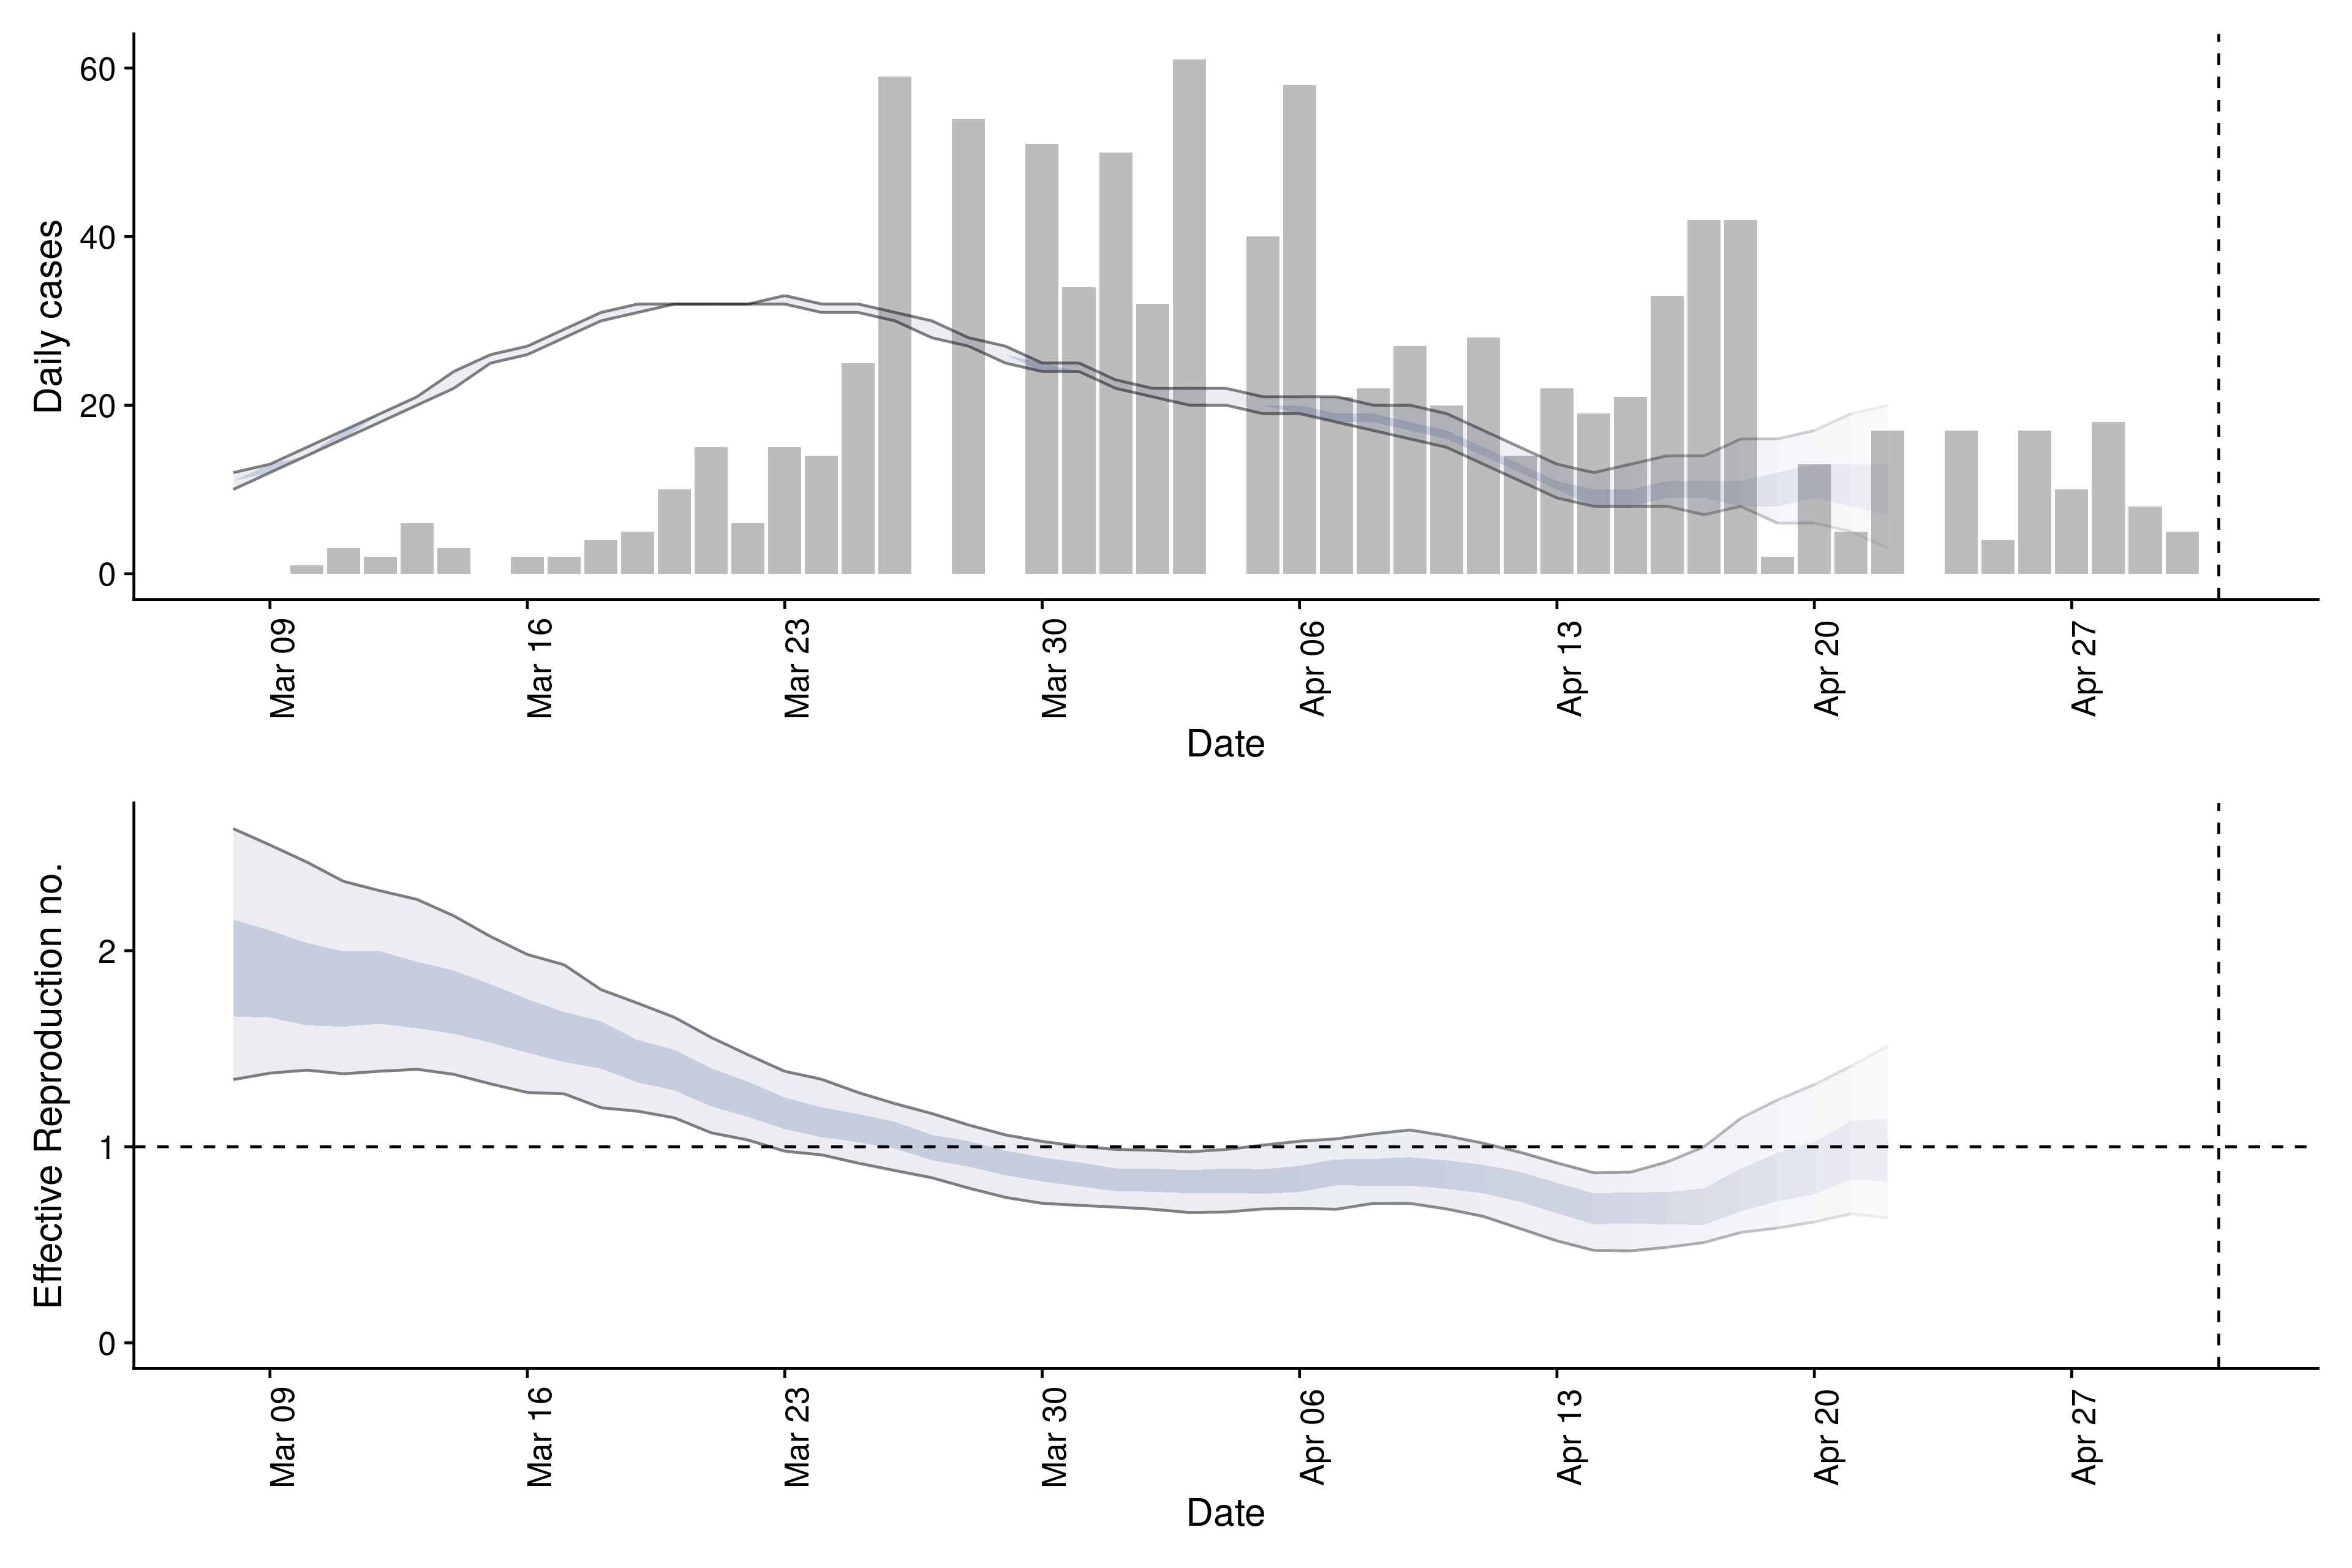 Daily cases
60
40
20
0
Mar 09
Mar 16
Mar 23
Mar 30
Apr 06
Apr 13
Apr 20
Apr 27
Date
Effective Reproduction no.
2
1
0
Mar 09
Mar 16
Mar 23
Mar 30
Apr 06
Apr 13
Apr 20
Apr 27
Date